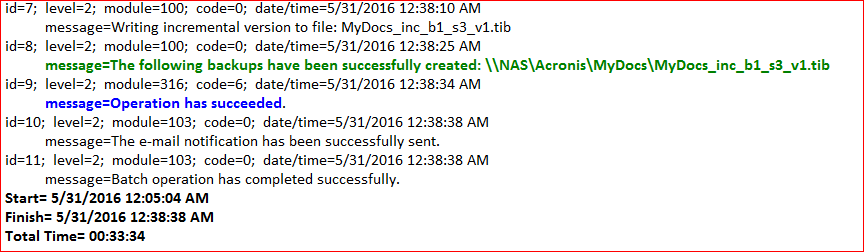 id=7;  level=2;  module=100;  code=0;  date/time=5/31/2016 12:38:10 AM
message=Writing incremental version to file: MyDocs_inc_b1_s3_v1.tib
id=8;  level=2;  module=100;  code=0;  date/time=5/31/2016 12:38:25 AM
message=The following backups have been successfully created: \\NAS\Acronis\MyDocs\MyDocs_inc_b1_s3_v1.tib
id=9;  level=2;  module=316;  code=6;  date/time=5/31/2016 12:38:34 AM
message=Operation has succeeded.
id=10;  level=2;  module=103;  code=0;  date/time=5/31/2016 12:38:38 AM
message=The e-mail notification has been successfully sent.
id=11;  level=2;  module=103;  code=0;  date/time=5/31/2016 12:38:38 AM
message=Batch operation has completed successfully.
Start= 5/31/2016 12:05:04 AM
Finish= 5/31/2016 12:38:38 AM
Total Time= 00:33:34